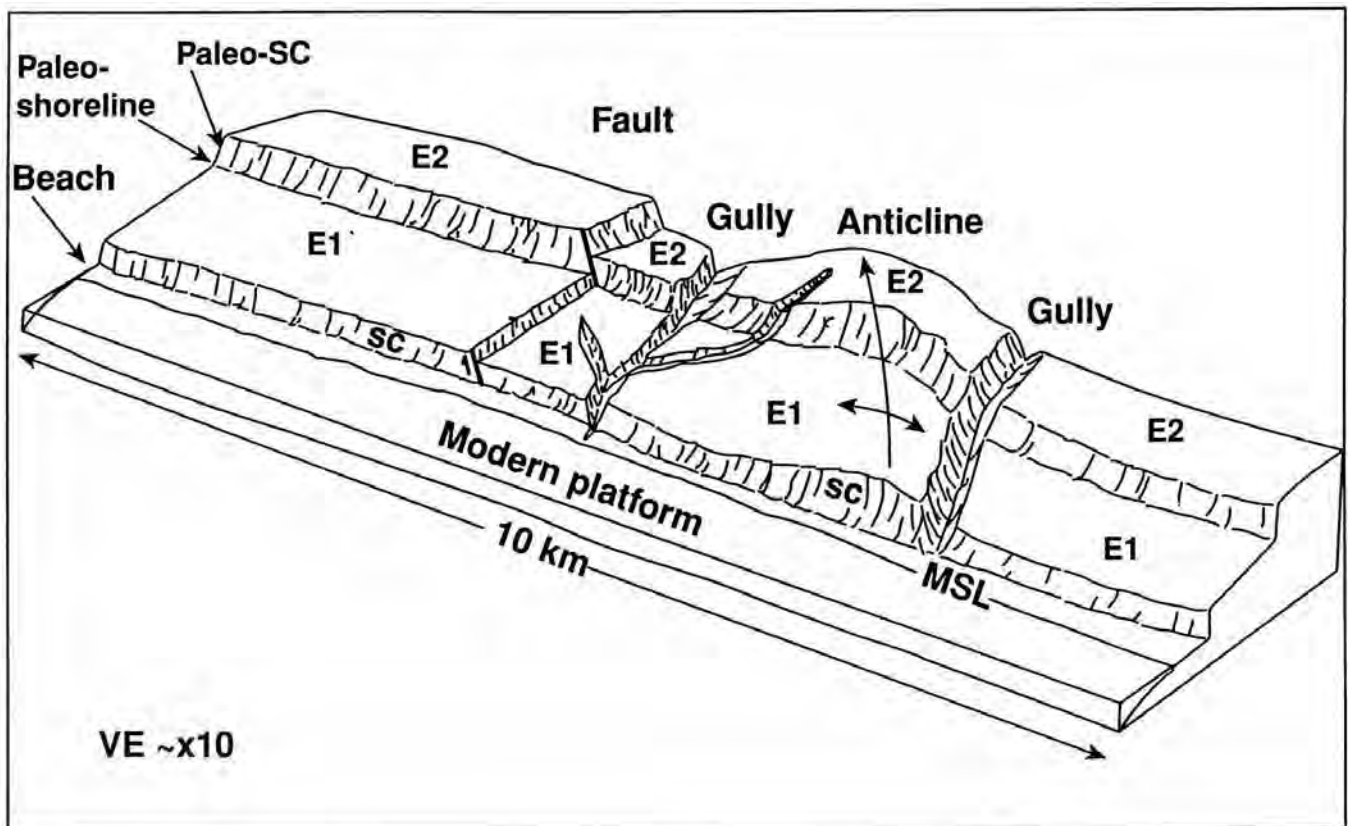 Paleo-SC
Paleo-
shoreline
Beach
Fault
E2
Gully
Anticline
E2
E2
Gully
E1
SC
E1
E1
SC
E2
E1
Modern platform
10 km
MSL
VE ~x10